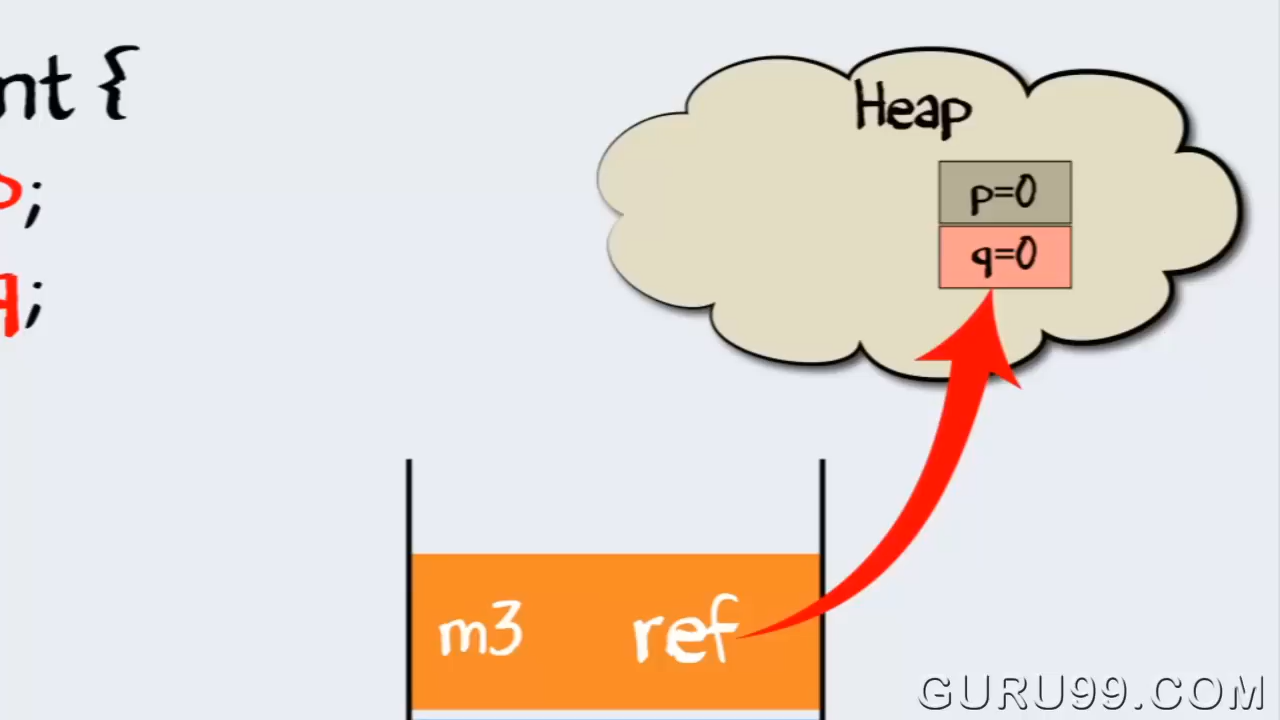 nt {
p;
q;
Heap
p=0
q=0
m3 ref
GURU99.COM